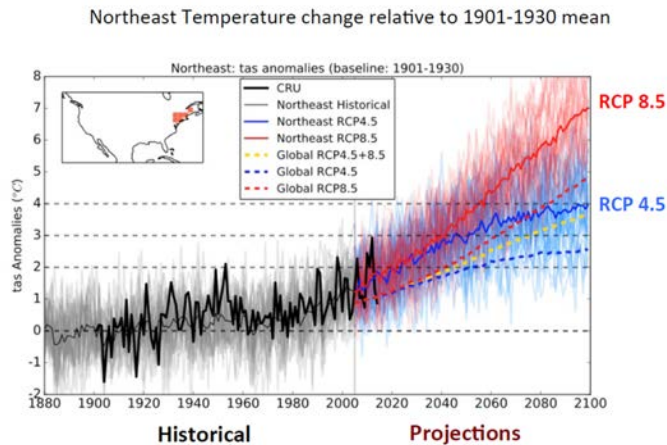 Northeast Temperature change relative to 1901-1930 mean
Northeast: tas anomalies (baseline: 1901-1930)
CRU
Northeast Historical
Northeast RCP4.5
Northeast RCP8.5
Global RCP4.5+8.5
Global RCP4.5
Global RCP8.5
RCP 8.5
RCP 4.5
tas Anomalies (°C)
8
7
6
5
4
3
2
1
0
-1
-2
1880 1900 1920 1940 1960 1980 2000 2020 2040 2060 2080 2100
Historical Projections